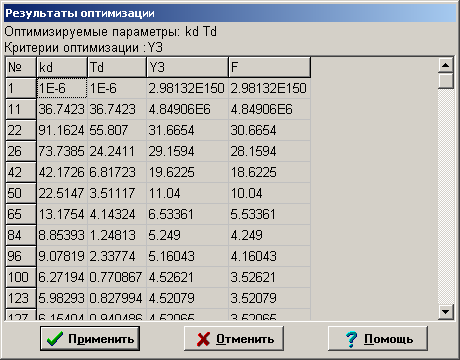 Результаты оптимизации
Оптимизируемые параметры: kd Td
Критерии оптимизации :Y3
№ kd Td Y3 F
1 1E-6 1E-6 2.98132E150 2.98132E150
11 36.7423 36.7423 4.84906E6 4.84906E6
22 91.1624 55.807 31.6654 30.6654
26 73.7385 24.2411 29.1594 28.1594
42 42.1726 6.81723 19.6225 18.6225
50 22.5147 3.51117 11.04 10.04
65 13.1754 4.14324 6.53361 5.53361
84 8.85393 1.24813 5.249 4.249
96 9.07819 2.33774 5.16043 4.16043
100 6.27194 0.770867 4.52621 3.52621
123 5.98293 0.827994 4.52079 3.52079
127 6.15404 0.940486 4.52065 3.52065
Применить Отменить Помощь